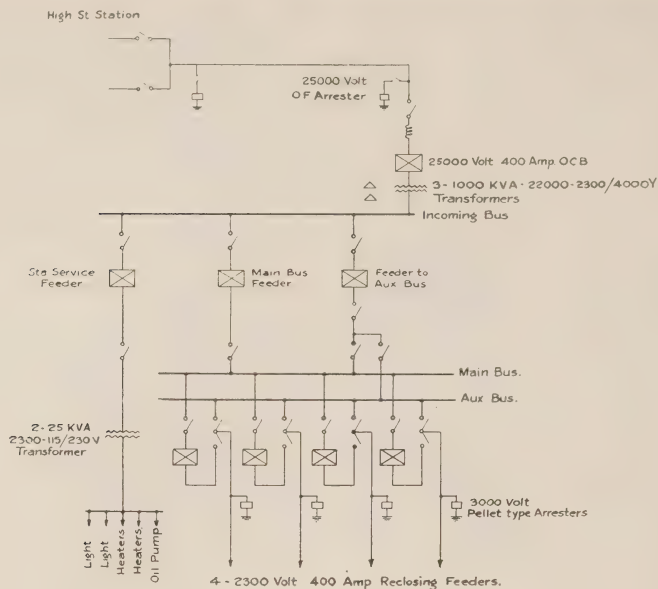 High St Station
25000 Volt
OF Arrester
25000 Volt 400 Amp. OCB
3-1000 KVA-22000-2300/4000Y
Transformers
Incoming Bus
Sta Service
Feeder
Main Bus
Feeder
Feeder to
Aux Bus
Main Bus.
Aux Bus.
2-25 KVA
2300-115/230V
Transformer
3000 Volt
Pellet type Arresters
Light
Light
Heaters
Heaters
Oil Pump
4-2300 Volt 400 Amp Reclosing Feeders.